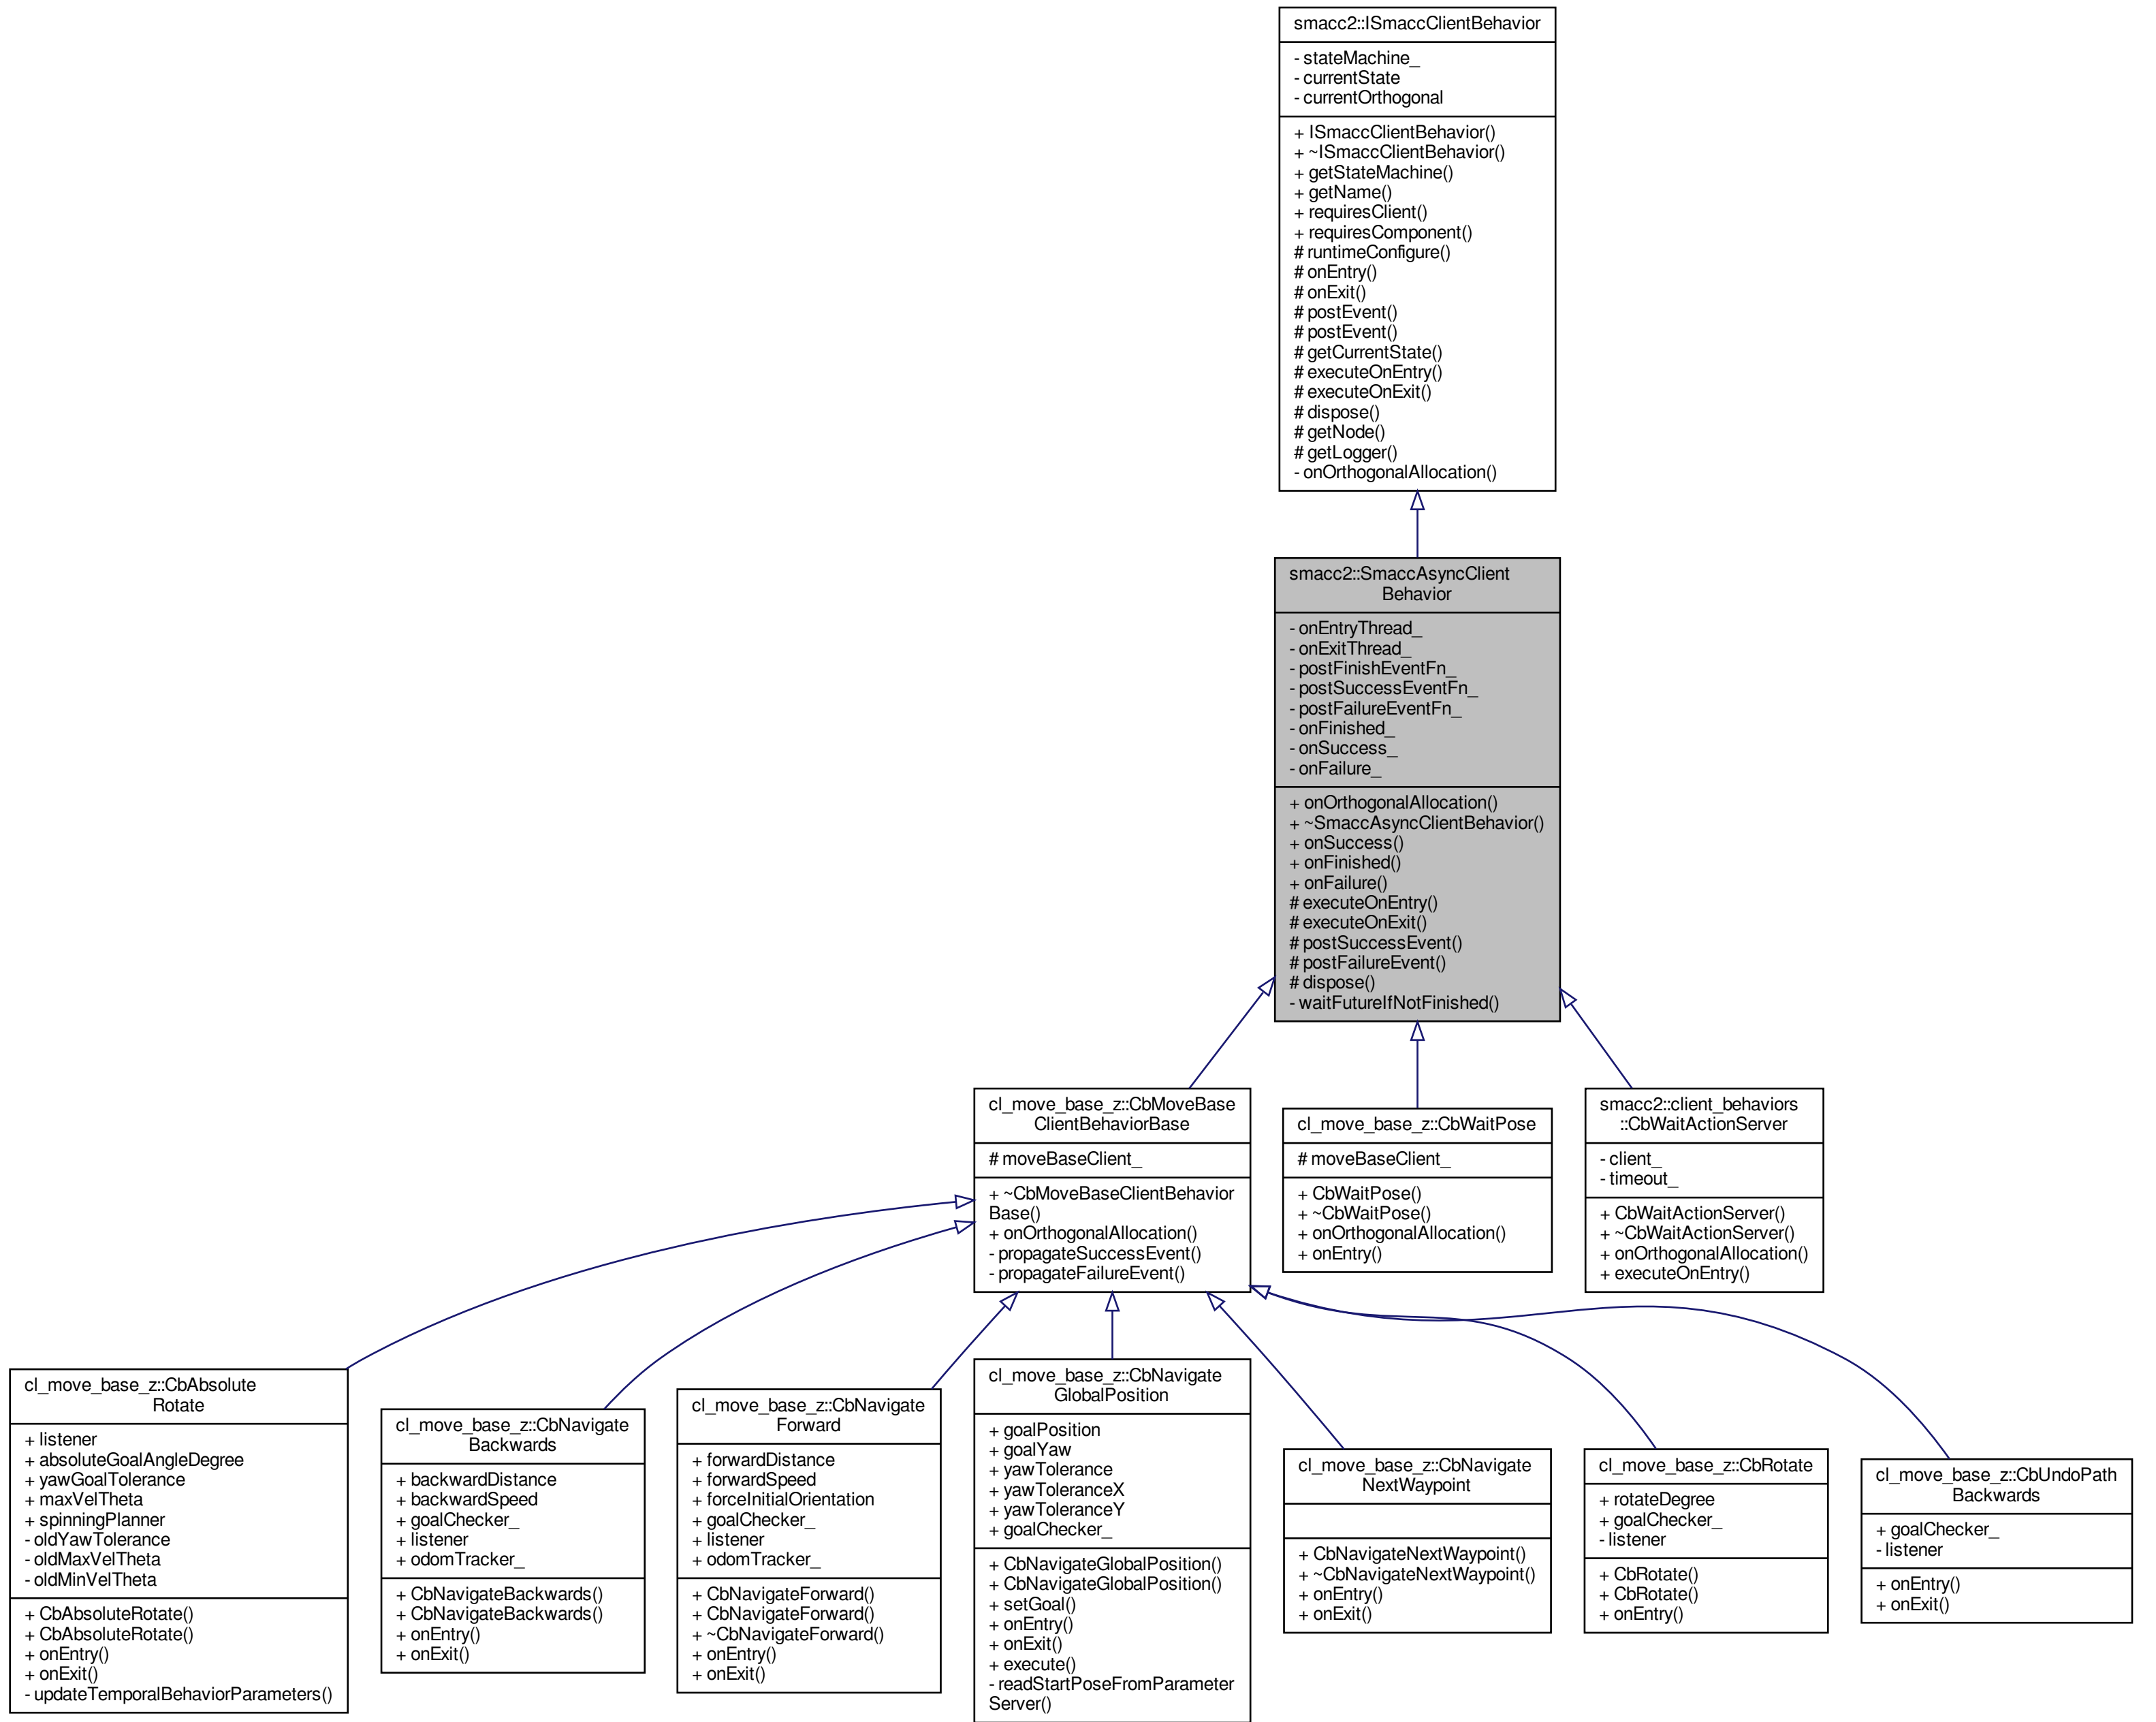 smacc2::ISmaccClientBehavior
- stateMachine_
- currentState
- currentOrthogonal
+ ISmaccClientBehavior()
+ ~ISmaccClientBehavior()
+ getStateMachine()
+ getName()
+ requiresClient()
+ requiresComponent()
# runtimeConfigure()
# onEntry()
# onExit()
# postEvent()
# postEvent()
# getCurrentState()
# executeOnEntry()
# executeOnExit()
# dispose()
# getNode()
# getLogger()
- onOrthogonalAllocation()
smacc2::SmaccAsyncClient
Behavior
- onEntryThread_
- onExitThread_
- postFinishEventFn_
- postSuccessEventFn_
- postFailureEventFn_
- onFinished_
- onSuccess_
- onFailure_
+ onOrthogonalAllocation()
+ ~SmaccAsyncClientBehavior()
+ onSuccess()
+ onFinished()
+ onFailure()
# executeOnEntry()
# executeOnExit()
# postSuccessEvent()
# postFailureEvent()
# dispose()
- waitFutureIfNotFinished()
cl_move_base_z::CbMoveBase
ClientBehaviorBase
# moveBaseClient_
+ ~CbMoveBaseClientBehavior
Base()
+ onOrthogonalAllocation()
- propagateSuccessEvent()
- propagateFailureEvent()
cl_move_base_z::CbWaitPose
# moveBaseClient_
+ CbWaitPose()
+ ~CbWaitPose()
+ onOrthogonalAllocation()
+ onEntry()
smacc2::client_behaviors
::CbWaitActionServer
- client_
- timeout_
+ CbWaitActionServer()
+ ~CbWaitActionServer()
+ onOrthogonalAllocation()
+ executeOnEntry()
cl_move_base_z::CbAbsolute
Rotate
+ listener
+ absoluteGoalAngleDegree
+ yawGoalTolerance
+ maxVelTheta
+ spinningPlanner
- oldYawTolerance
- oldMaxVelTheta
- oldMinVelTheta
+ CbAbsoluteRotate()
+ CbAbsoluteRotate()
+ onEntry()
+ onExit()
- updateTemporalBehaviorParameters()
cl_move_base_z::CbNavigate
Backwards
+ backwardDistance
+ backwardSpeed
+ goalChecker_
+ listener
+ odomTracker_
+ CbNavigateBackwards()
+ CbNavigateBackwards()
+ onEntry()
+ onExit()
cl_move_base_z::CbNavigate
Forward
+ forwardDistance
+ forwardSpeed
+ forceInitialOrientation
+ goalChecker_
+ listener
+ odomTracker_
+ CbNavigateForward()
+ CbNavigateForward()
+ ~CbNavigateForward()
+ onEntry()
+ onExit()
cl_move_base_z::CbNavigate
GlobalPosition
+ goalPosition
+ goalYaw
+ yawTolerance
+ yawToleranceX
+ yawToleranceY
+ goalChecker_
+ CbNavigateGlobalPosition()
+ CbNavigateGlobalPosition()
+ setGoal()
+ onEntry()
+ onExit()
+ execute()
- readStartPoseFromParameter
Server()
cl_move_base_z::CbNavigate
NextWaypoint
+ CbNavigateNextWaypoint()
+ ~CbNavigateNextWaypoint()
+ onEntry()
+ onExit()
cl_move_base_z::CbRotate
+ rotateDegree
+ goalChecker_
- listener
+ CbRotate()
+ CbRotate()
+ onEntry()
cl_move_base_z::CbUndoPath
Backwards
+ goalChecker_
- listener
+ onEntry()
+ onExit()